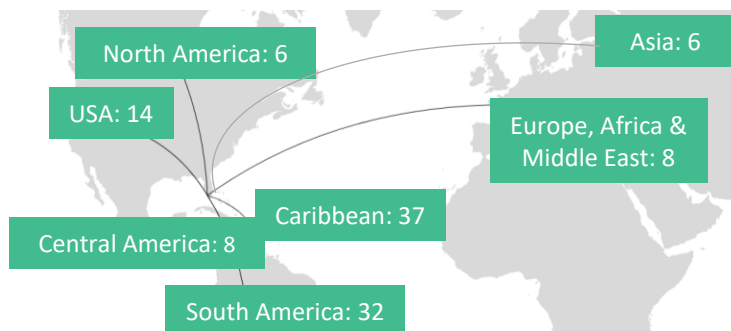 North America: 6
Asia: 6
USA: 14
Europe, Africa &
Middle East: 8
Caribbean: 37
Central America: 8
South America: 32